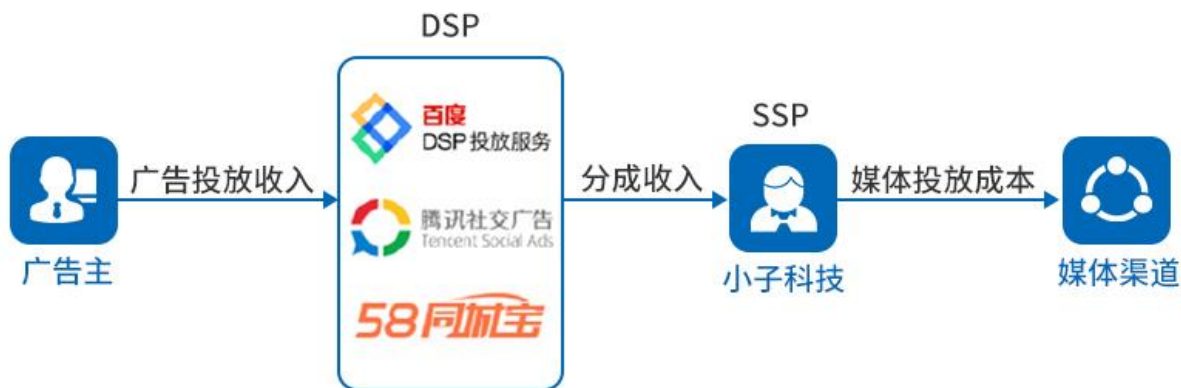 DSP
百度
DSP投放服务
SSP
广告投放收入
分成收入
媒体投放成本
腾讯社交广告
Tencent Social Ads
广告主
小子科技
媒体渠道
58同城宝